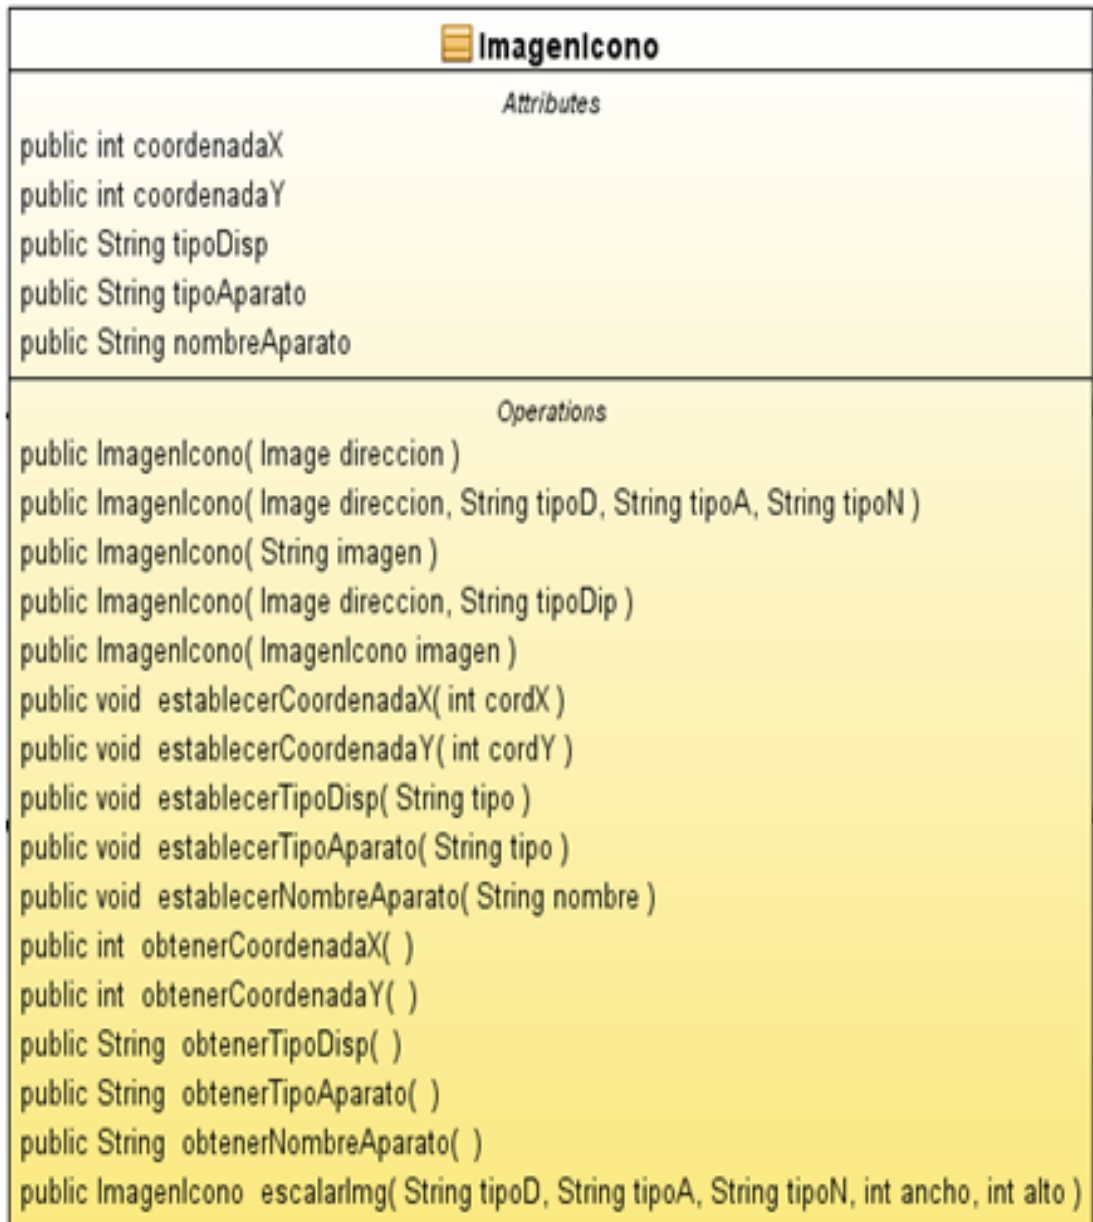 ImagenIcono
Attributes
public int coordenadaX
public int coordenadaY
public String tipoDisp
public String tipoAparato
public String nombreAparato
Operations
public ImagenIcono( Image direccion )
public ImagenIcono( Image direccion, String tipoD, String tipoA, String tipoN )
public ImagenIcono( String imagen )
public ImagenIcono( Image direccion, String tipoDip )
public ImagenIcono( ImagenIcono imagen )
public void establecerCoordenadaX( int cordX )
public void establecerCoordenadaY( int cordY )
public void establecerTipoDisp( String tipo )
public void establecerTipoAparato( String tipo )
public void establecerNombreAparato( String nombre )
public int obtenerCoordenadaX( )
public int obtenerCoordenadaY( )
public String obtenerTipoDisp( )
public String obtenerTipoAparato( )
public String obtenerNombreAparato( )
public ImagenIcono escalarImg( String tipoD, String tipoA, String tipoN, int ancho, int alto )